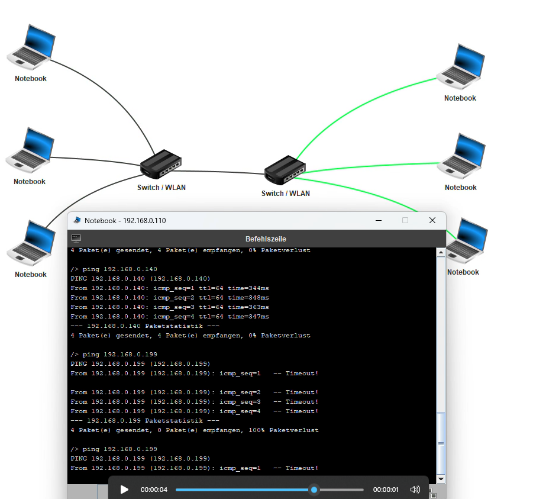 Notebook
Notebook
Notebook
Notebook
Switch / WLAN
Switch / WLAN
Notebook
Notebook
Notebook - 192.168.0.110
Befehlszeile
4 Paket(e) gesendet, 4 Paket(e) empfangen, 0% Paketverlust
/> ping 192.168.0.140
PING 192.168.0.140 (192.168.0.140)
From 192.168.0.140: icmp_seq=1 ttl=64 time=344ms
From 192.168.0.140: icmp_seq=2 ttl=64 time=348ms
From 192.168.0.140: icmp_seq=3 ttl=64 time=363ms
From 192.168.0.140: icmp_seq=4 ttl=64 time=347ms
--- 192.168.0.140 Paketstatistik ---
4 Paket(e) gesendet, 4 Paket(e) empfangen, 0% Paketverlust
/> ping 192.168.0.199
PING 192.168.0.199 (192.168.0.199)
From 192.168.0.199 (192.168.0.199): icmp_seq=1 -- Timeout!
From 192.168.0.199 (192.168.0.199): icmp_seq=2 -- Timeout!
From 192.168.0.199 (192.168.0.199): icmp_seq=3 -- Timeout!
From 192.168.0.199 (192.168.0.199): icmp_seq=4 -- Timeout!
--- 192.168.0.199 Paketstatistik ---
4 Paket(e) gesendet, 0 Paket(e) empfangen, 100% Paketverlust
/> ping 192.168.0.199
PING 192.168.0.199 (192.168.0.199)
From 192.168.0.199 (192.168.0.199): icmp_seq=1 -- Timeout!
00:00:04
00:00:01
Notebook